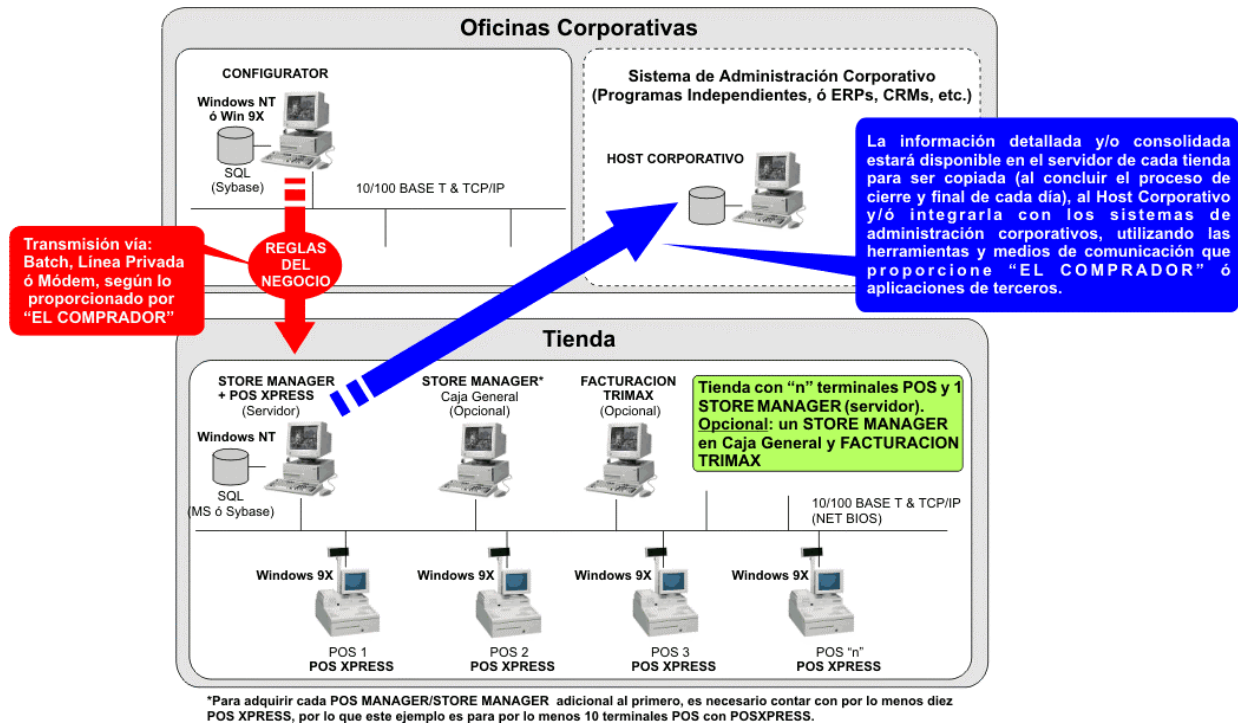 Oficinas Corporativas
CONFIGURATOR
Windows NT
ó Win 9X
SQL
(Sybase)
10/100 BASE T & TCP/IP
Sistema de Administración Corporativo
(Programas Independientes, ó ERPs, CRMs, etc.)
HOST CORPORATIVO
La información detallada y/o consolidada
estará disponible en el servidor de cada tienda
para ser copiada (al concluir el proceso de
cierre y final de cada día), al Host Corporativo
y/ó integrarla con los sistemas de
administración corporativos, utilizando las
herramientas y medios de comunicación que
proporcione “EL COMPRADOR” ó
aplicaciones de terceros.
Transmisión vía:
Batch, Línea Privada
ó Módem, según lo
proporcionado por
“EL COMPRADOR”
REGLAS
DEL
NEGOCIO
Tienda
STORE MANAGER
+ POS XPRESS
(Servidor)
Windows NT
SQL
(MS ó Sybase)
STORE MANAGER*
Caja General
(Opcional)
FACTURACION
TRIMAX
(Opcional)
Tienda con “n” terminales POS y 1
STORE MANAGER (servidor).
Opcional: un STORE MANAGER
en Caja General y FACTURACION
TRIMAX
10/100 BASE T & TCP/IP
(NET BIOS)
Windows 9X
Windows 9X
Windows 9X
Windows 9X
POS 1
POS XPRESS
POS 2
POS XPRESS
POS 3
POS XPRESS
POS “n”
POS XPRESS
*Para adquirir cada POS MANAGER/STORE MANAGER adicional al primero, es necesario contar con por lo menos diez
POS XPRESS, por lo que este ejemplo es para por lo menos 10 terminales POS con POSXPRESS.